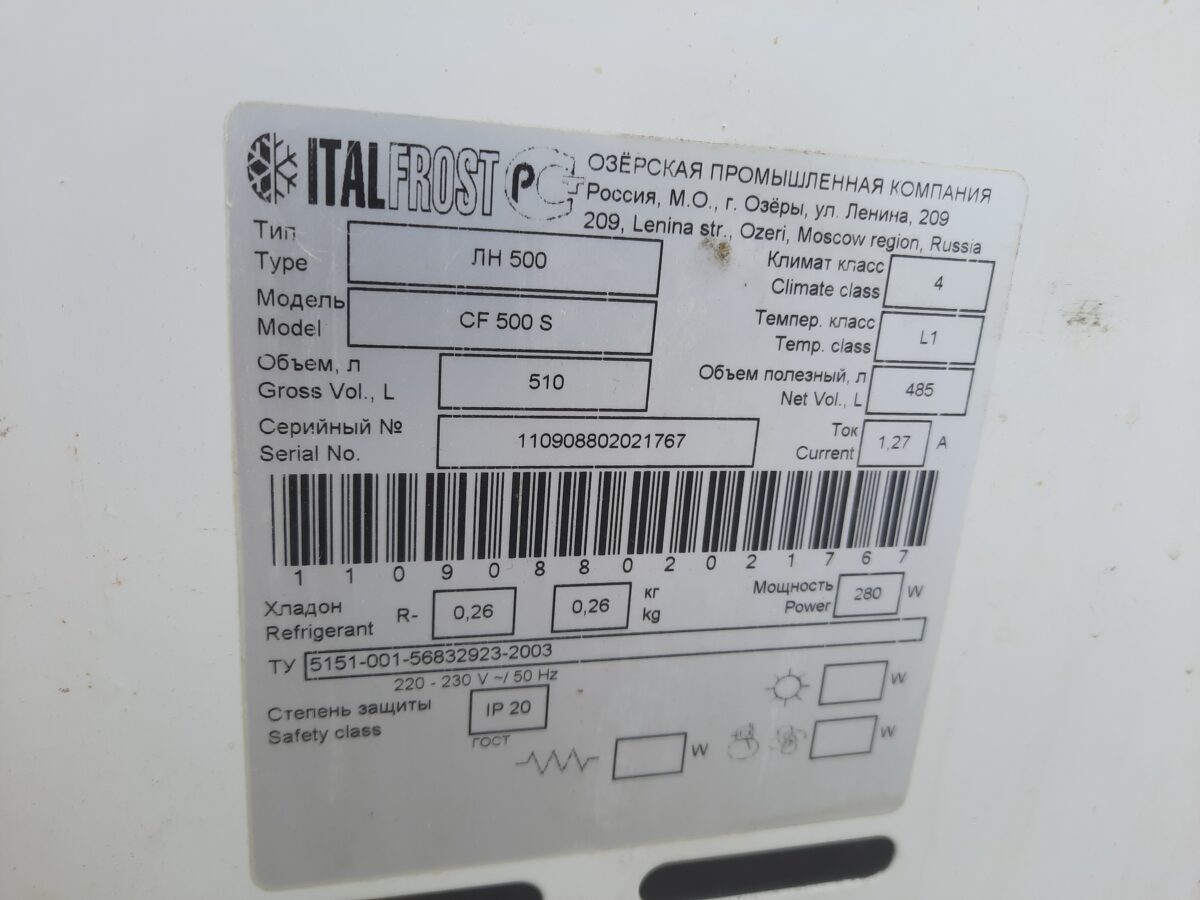 ITALFROST
РСТ
ОЗЁРСКАЯ ПРОМЫШЛЕННАЯ КОМПАНИЯ
Россия, М.О., г. Озёры, ул. Ленина, 209
209, Lenina str., Ozeri, Moscow region, Russia
Тип
Type
ЛН 500
Климат класс
Climate class
4
Модель
Model
CF 500 S
Темпер. класс
Temp. class
L1
Объем, л
Gross Vol., L
510
Объем полезный, л
Net Vol., L
485
Серийный №
Serial No.
110908802021767
Ток
Current
1,27 A
1 1 0 9 0 8 8 0 2 0 2 1 7 6 7
Хладон
Refrigerant
R- 0,26 0,26
кг
kg
Мощность
Power
280 W
ТУ 5151-001-56832923-2003
220 - 230 V ~/ 50 Hz
Степень защиты
Safety class
IP 20
ГОСТ
W
W
W